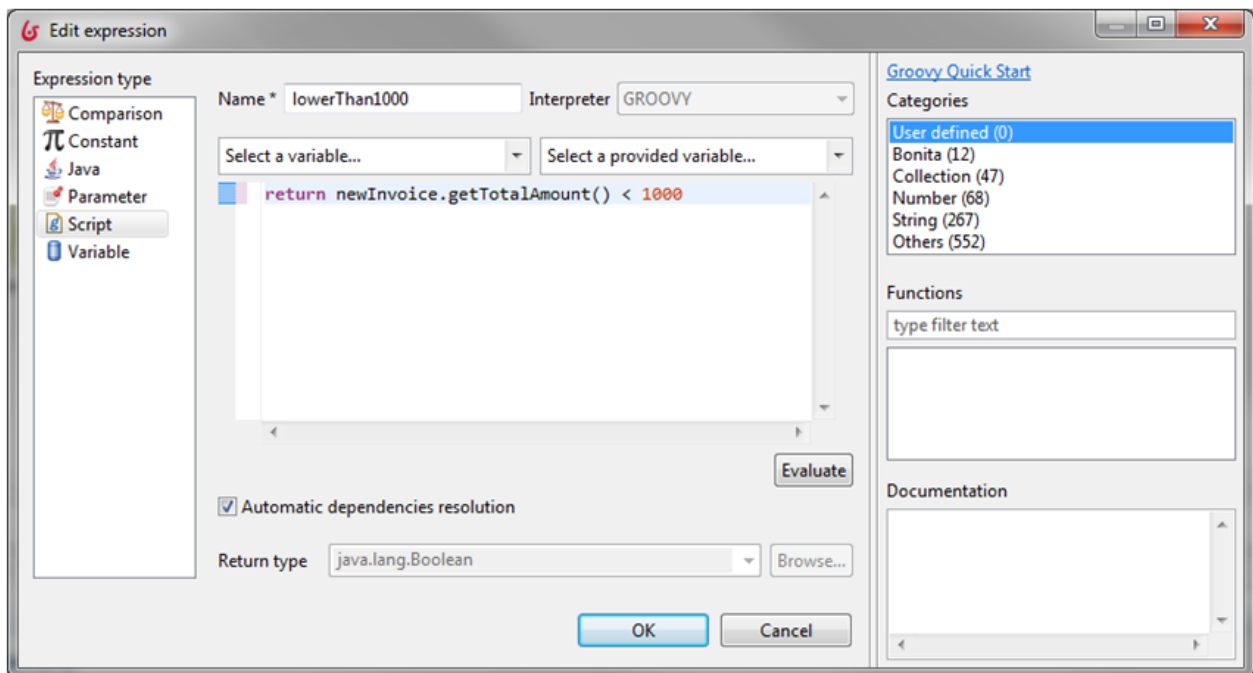 Edit expression
Expression type
Comparison
Constant
Java
Parameter
Script
Variable
Name * lowerThan1000 Interpreter GROOVY
Select a variable... Select a provided variable...
return newInvoice.getTotalAmount() < 1000
Evaluate
Automatic dependencies resolution
Return type java.lang.Boolean Browse...
OK Cancel
Groovy Quick Start
Categories
User defined (0)
Bonita (12)
Collection (47)
Number (68)
String (267)
Others (552)
Functions
type filter text
Documentation